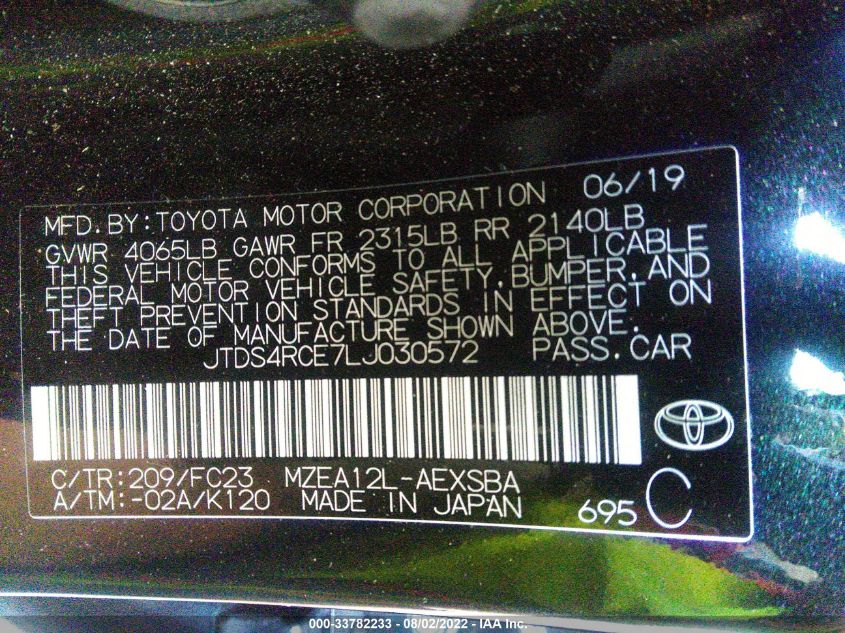 MFD. BY: TOYOTA MOTOR CORPORATION 06/19
GVWR 4065LB GAWR FR 2315LB RR 2140LB
THIS VEHICLE CONFORMS TO ALL APPLICABLE
FEDERAL MOTOR VEHICLE SAFETY, BUMPER, AND
THEFT PREVENTION STANDARDS IN EFFECT ON
THE DATE OF MANUFACTURE SHOWN ABOVE.
JTDS4RCE7LJ030572 PASS.CAR
C/TR: 209/FC23 MZEA12L-AEXSBA
A/TM: -02A/K120 MADE IN JAPAN 695 C
000-33782233 - 08/02/2022 - IAA Inc.